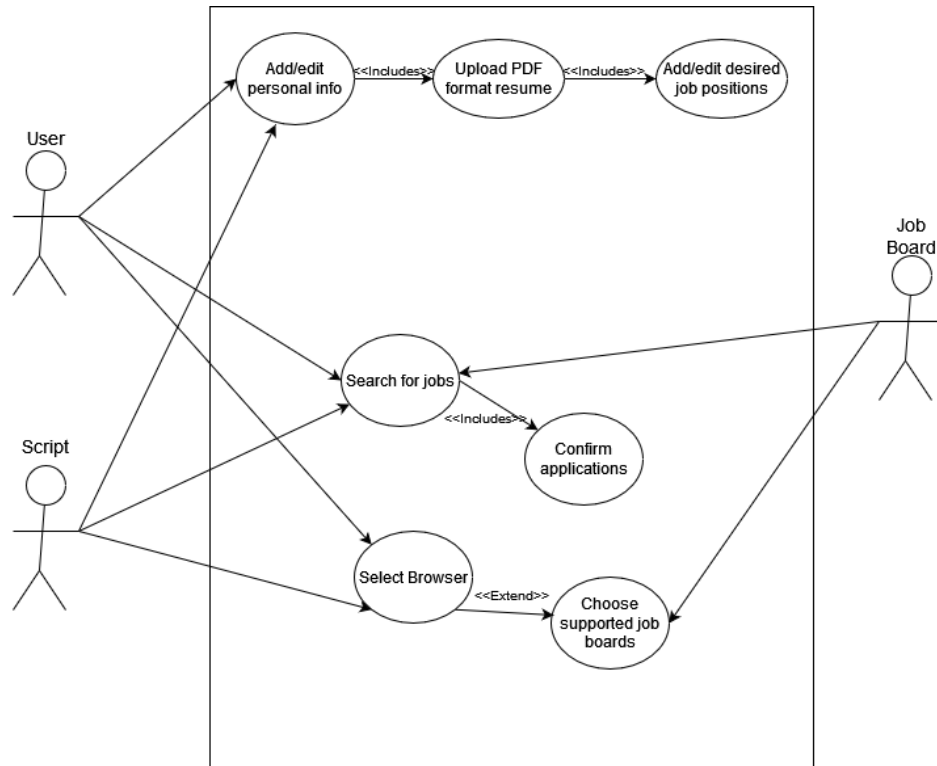 Add/edit
personal info
<<Includes>>
Upload PDF
format resume
<<Includes>>
Add/edit desired
job positions
User
Job
Board
Search for jobs
<<Includes>>
Confirm
applications
Script
Select Browser
<<Extend>>
Choose
supported job
boards